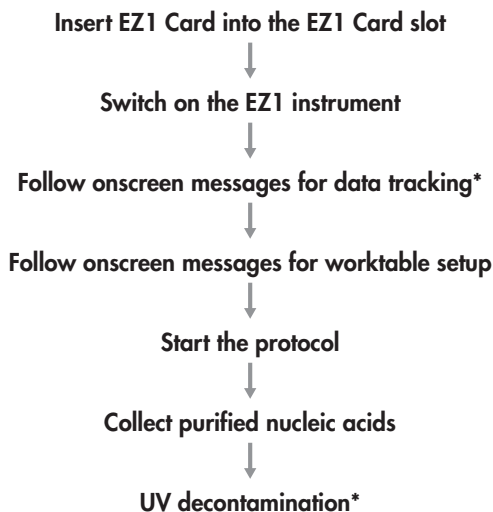 Insert EZ1 Card into the EZ1 Card slot
Switch on the EZ1 instrument
Follow onscreen messages for data tracking*
Follow onscreen messages for worktable setup
Start the protocol
Collect purified nucleic acids
UV decontamination*